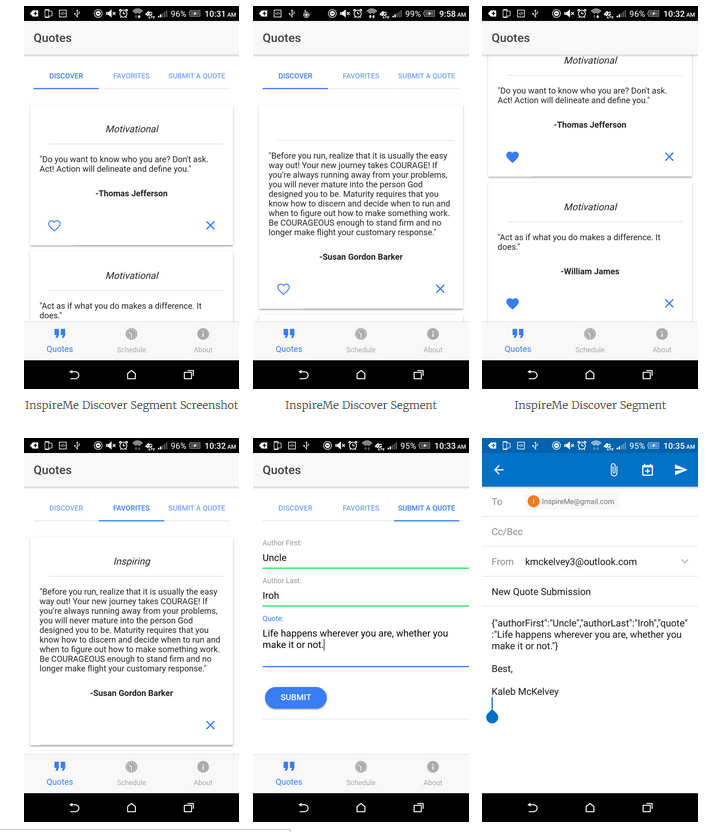 96% 10:31 AM
Quotes
DISCOVER FAVORITES SUBMIT A QUOTE
Motivational
"Do you want to know who you are? Don't ask.
Act! Action will delineate and define you."
-Thomas Jefferson
Motivational
"Act as if what you do makes a difference. It
does."
Quotes Schedule About
InspireMe Discover Segment Screenshot
99% 9:58 AM
Quotes
DISCOVER FAVORITES SUBMIT A QUOTE
"Before you run, realize that it is usually the easy
way out! Your new journey takes COURAGE! If
you're always running away from your problems,
you will never mature into the person God
designed you to be. Maturity requires that you
know how to discern and decide when to run and
when to figure out how to make something work.
Be COURAGEOUS enough to stand firm and no
longer make flight your customary response."
-Susan Gordon Barker
Quotes Schedule About
InspireMe Discover Segment
96% 10:32 AM
Quotes
Motivational
"Do you want to know who you are? Don't ask.
Act! Action will delineate and define you."
-Thomas Jefferson
Motivational
"Act as if what you do makes a difference. It
does."
-William James
Quotes Schedule About
InspireMe Discover Segment
96% 10:32 AM
Quotes
DISCOVER FAVORITES SUBMIT A QUOTE
Inspiring
"Before you run, realize that it is usually the easy
way out! Your new journey takes COURAGE! If
you're always running away from your problems,
you will never mature into the person God
designed you to be. Maturity requires that you
know how to discern and decide when to run and
when to figure out how to make something work.
Be COURAGEOUS enough to stand firm and no
longer make flight your customary response."
-Susan Gordon Barker
Quotes Schedule About
95% 10:33 AM
Quotes
DISCOVER FAVORITES SUBMIT A QUOTE
Author First:
Uncle
Author Last:
Iroh
Quote:
Life happens wherever you are, whether you
make it or not.
SUBMIT
Quotes Schedule About
95% 10:35 AM
To I InspireMe@gmail.com
Cc/Bcc
From kmckelvey3@outlook.com
New Quote Submission
{"authorFirst":"Uncle","authorLast":"Iroh","quote"
:"Life happens wherever you are, whether you
make it or not."}
Best,
Kaleb McKelvey